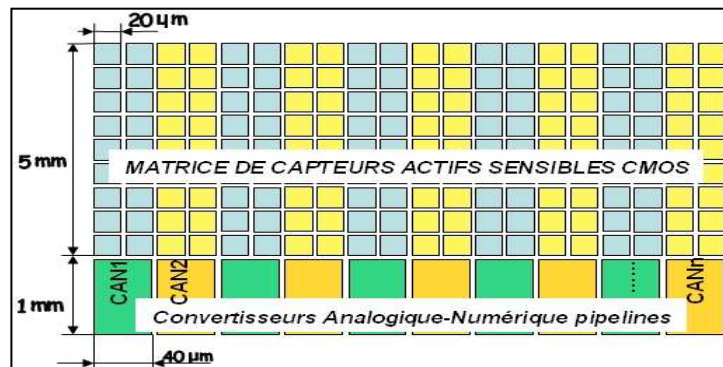 20 µm
5 mm
MATRICE DE CAPTEURS ACTIFS SENSIBLES CMOS
CAN1
CAN2
CANn
1 mm
Convertisseurs Analogique-Numérique pipelines
40 µm